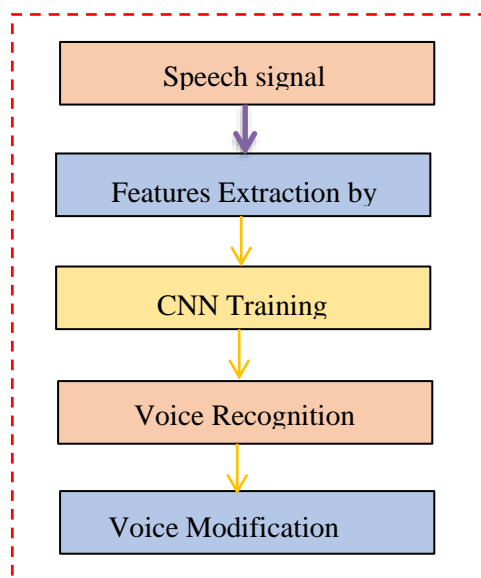 Speech signal
Features Extraction by
CNN Training
Voice Recognition
Voice Modification